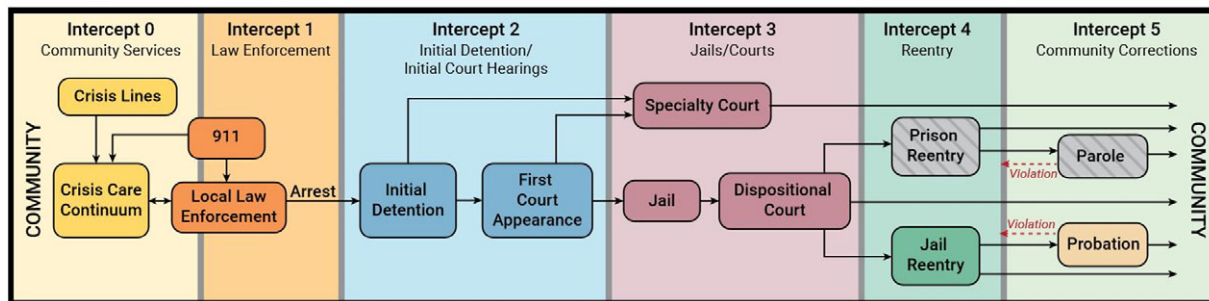 Intercept 0
Community Services
Intercept 1
Law Enforcement
Intercept 2
Initial Detention/
Initial Court Hearings
Intercept 3
Jails/Courts
Intercept 4
Reentry
Intercept 5
Community Corrections
COMMUNITY
Crisis Lines
911
Crisis Care
Continuum
Local Law
Enforcement
Arrest
Initial
Detention
First
Court
Appearance
Specialty Court
Jail
Dispositional
Court
Prison
Reentry
Violation
Parole
Jail
Reentry
Violation
Probation
COMMUNITY